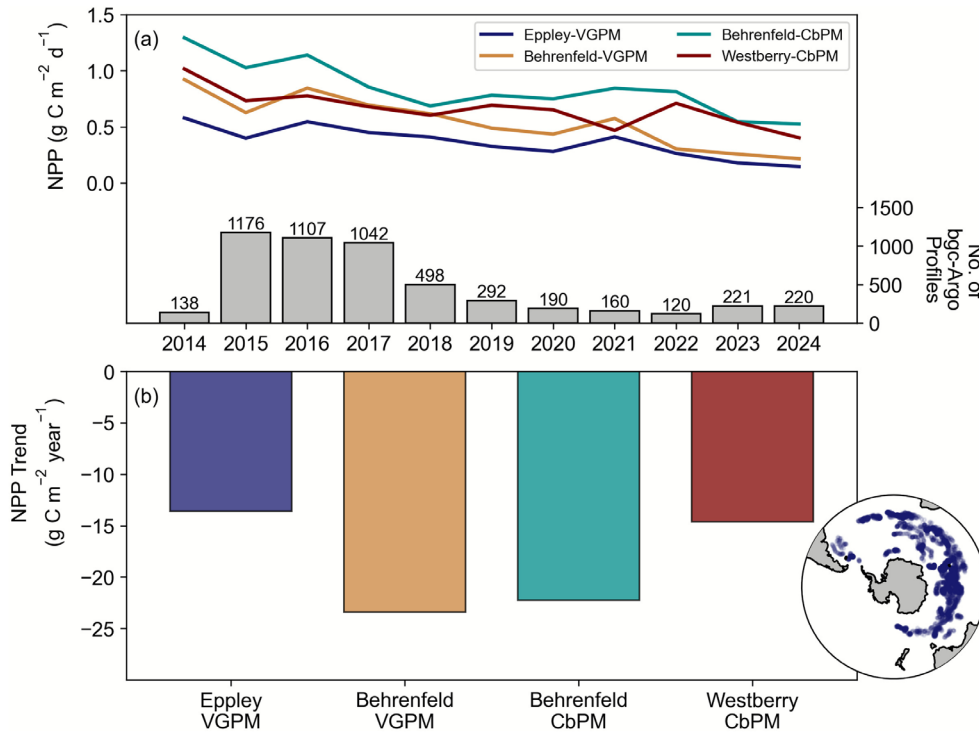 (a)
NPP (g C m⁻² d⁻¹)
1.5
1.0
0.5
0.0
Eppley-VGPM
Behrenfeld-VGPM
Behrenfeld-CbPM
Westberry-CbPM
138
1176
1107
1042
498
292
190
160
120
221
220
1500
1000
500
0
No. of
bgc-Argo
Profiles
2014
2015
2016
2017
2018
2019
2020
2021
2022
2023
2024
(b)
NPP Trend
(g C m⁻² year⁻¹)
0
−5
−10
−15
−20
−25
Eppley
VGPM
Behrenfeld
VGPM
Behrenfeld
CbPM
Westberry
CbPM